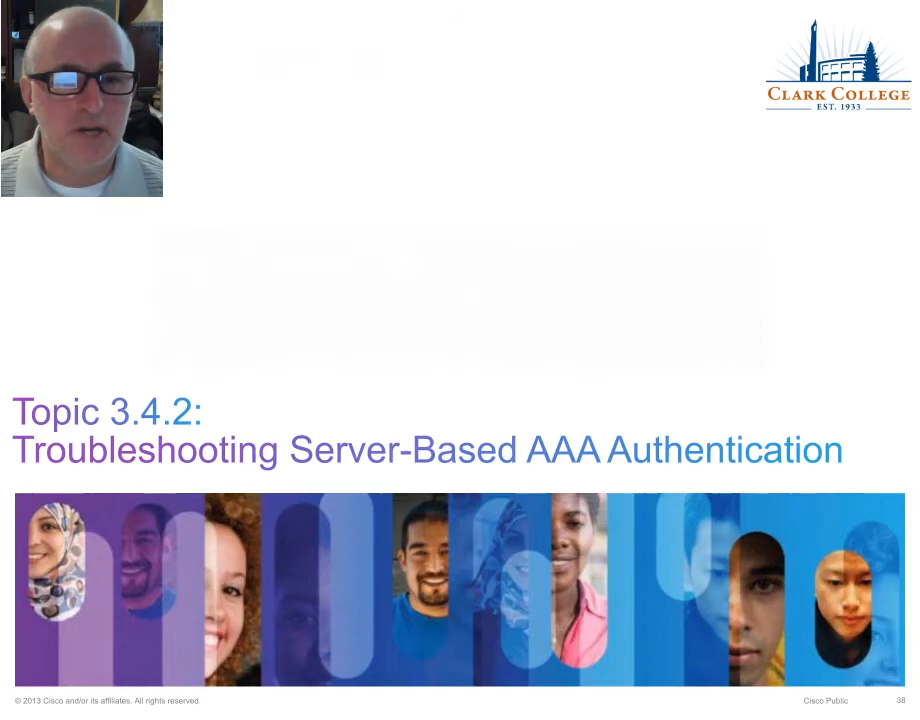 CLARK COLLEGE
EST. 1933
Topic 3.4.2:
Troubleshooting Server-Based AAA Authentication
© 2013 Cisco and/or its affiliates. All rights reserved.
Cisco Public
38